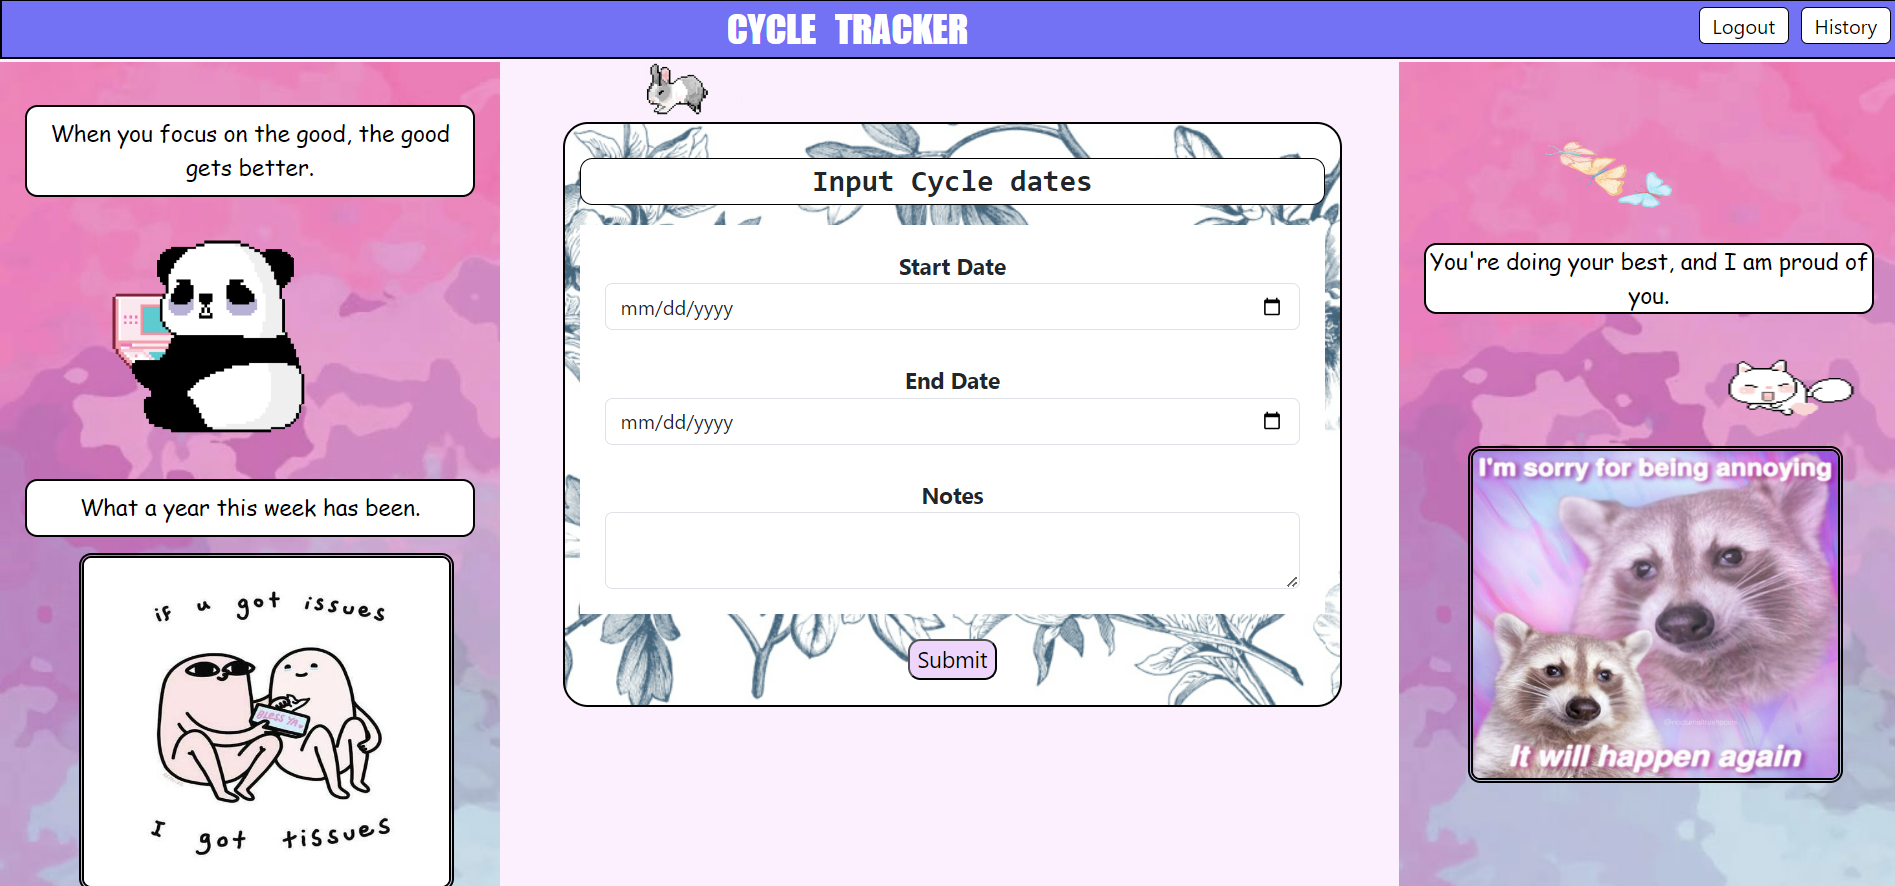 CYCLE TRACKER
Logout
History
When you focus on the good, the good
gets better.
What a year this week has been.
if u got issues
BLESS YA
I got tissues
Input Cycle dates
Start Date
mm/dd/yyyy
End Date
mm/dd/yyyy
Notes
Submit
You're doing your best, and I am proud of
you.
I'm sorry for being annoying
It will happen again